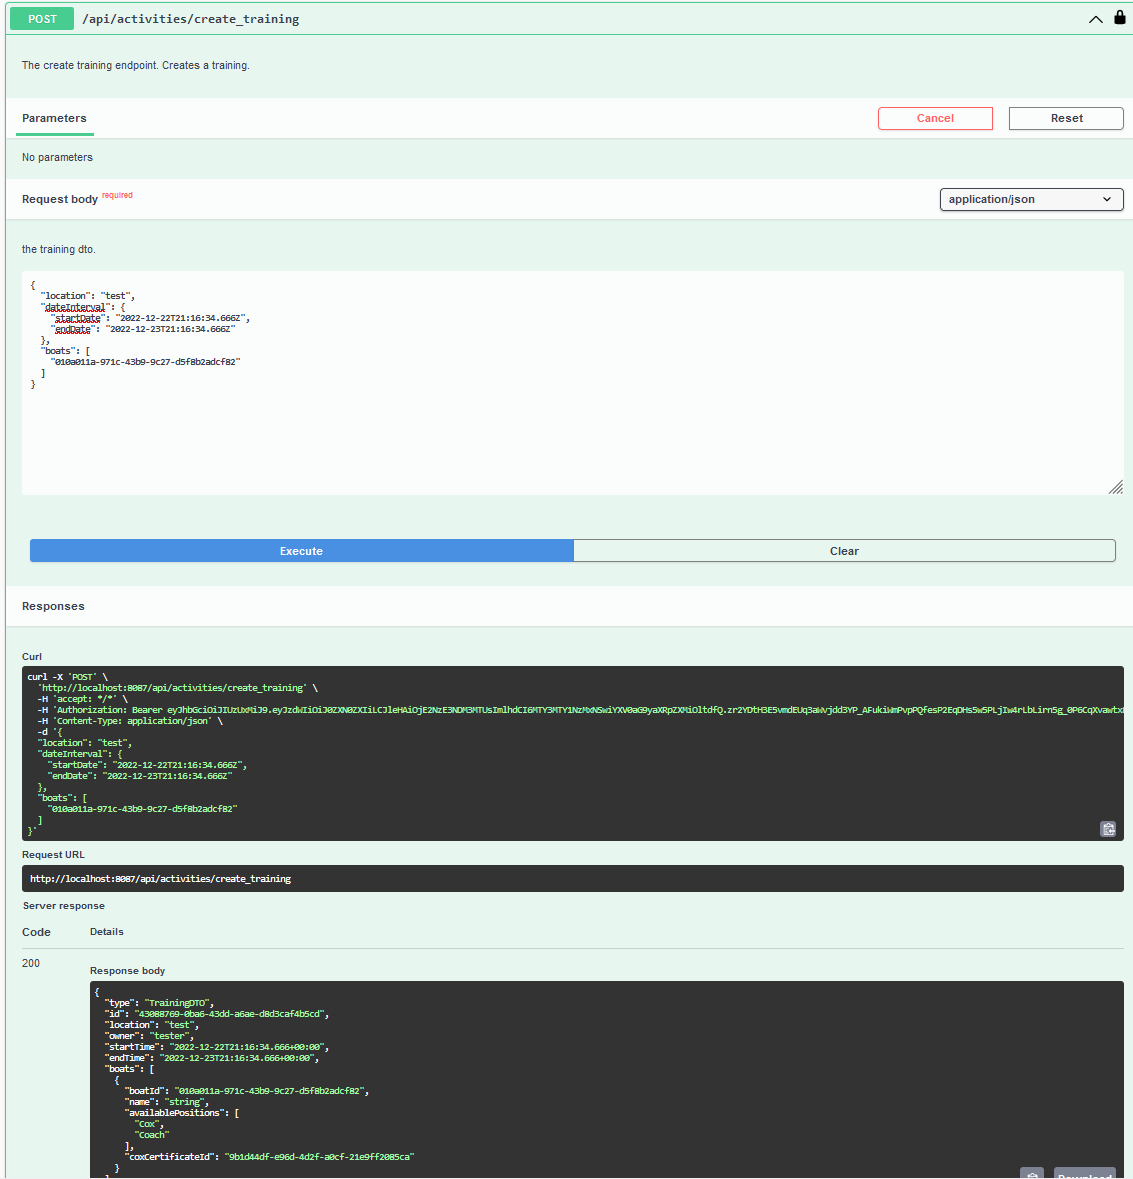 POST /api/activities/create_training
The create training endpoint. Creates a training.
Parameters
Cancel
Reset
No parameters
Request body required
application/json
the training dto.
{
"location": "test",
"dateInterval": {
"startDate": "2022-12-22T21:16:34.666Z",
"endDate": "2022-12-23T21:16:34.666Z"
},
"boats": [
"010a011a-971c-43b9-9c27-d5f8b2adcf82"
]
}
Execute
Clear
Responses
Curl
curl -X 'POST' \
'http://localhost:8087/api/activities/create_training' \
-H 'accept: */*' \
-H 'Authorization: Bearer
-H 'Content-Type: application/json' \
-d '{
"location": "test",
"dateInterval": {
"startDate": "2022-12-22T21:16:34.666Z",
"endDate": "2022-12-23T21:16:34.666Z"
},
"boats": [
"010a011a-971c-43b9-9c27-d5f8b2adcf82"
]
}'
Request URL
http://localhost:8087/api/activities/create_training
Server response
Code Details
200
Response body
{
"type": "TrainingDTO",
"id": "43088769-0ba6-43dd-a6ae-d8d3caf4b5cd",
"location": "test",
"owner": "tester",
"startTime": "2022-12-22T21:16:34.666+00:00",
"endTime": "2022-12-23T21:16:34.666+00:00",
"boats": [
{
"boatId": "010a011a-971c-43b9-9c27-d5f8b2adcf82",
"name": "string",
"availablePositions": [
"Cox",
"Coach"
],
"coxCertificateId": "9b1d44df-e96d-4d2f-a0cf-21e9ff2085ca"
}
Download